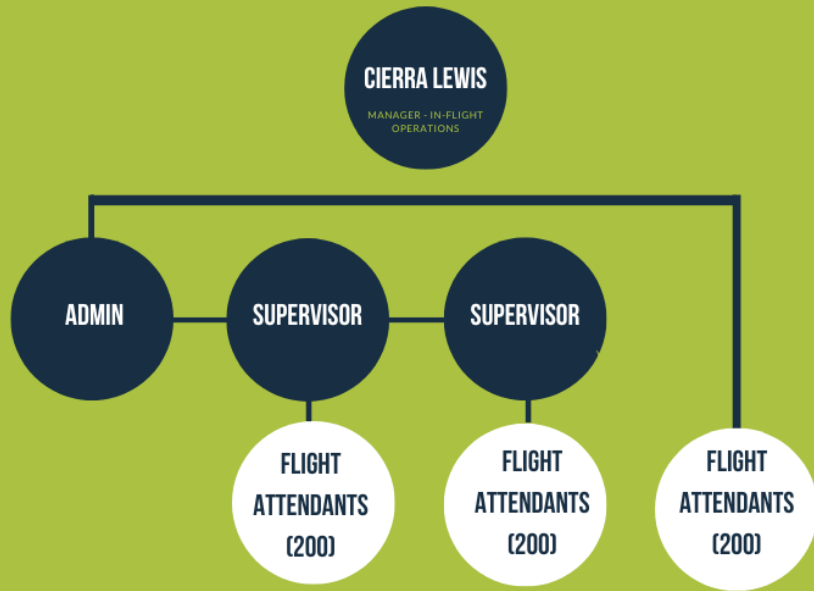 CIERRA LEWIS
MANAGER - IN-FLIGHT
OPERATIONS
ADMIN
SUPERVISOR
SUPERVISOR
FLIGHT
ATTENDANTS
(200)
FLIGHT
ATTENDANTS
(200)
FLIGHT
ATTENDANTS
(200)